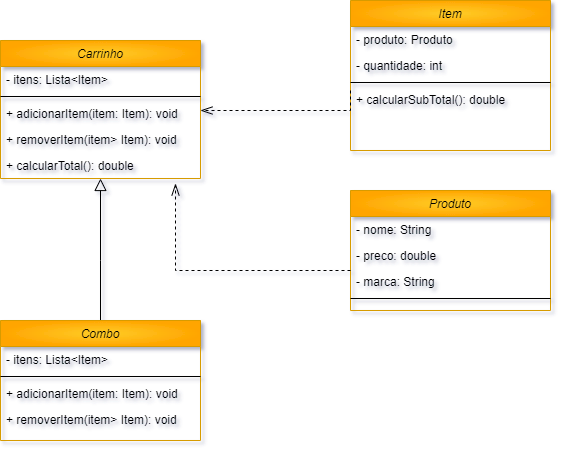 Item
- produto: Produto
- quantidade: int
+ calcularSubTotal(): double
Carrinho
- itens: Lista<Item>
+ adicionarItem(item: Item): void
+ removerItem(item> Item): void
+ calcularTotal(): double
Produto
- nome: String
- preco: double
- marca: String
Combo
- itens: Lista<Item>
+ adicionarItem(item: Item): void
+ removerItem(item> Item): void